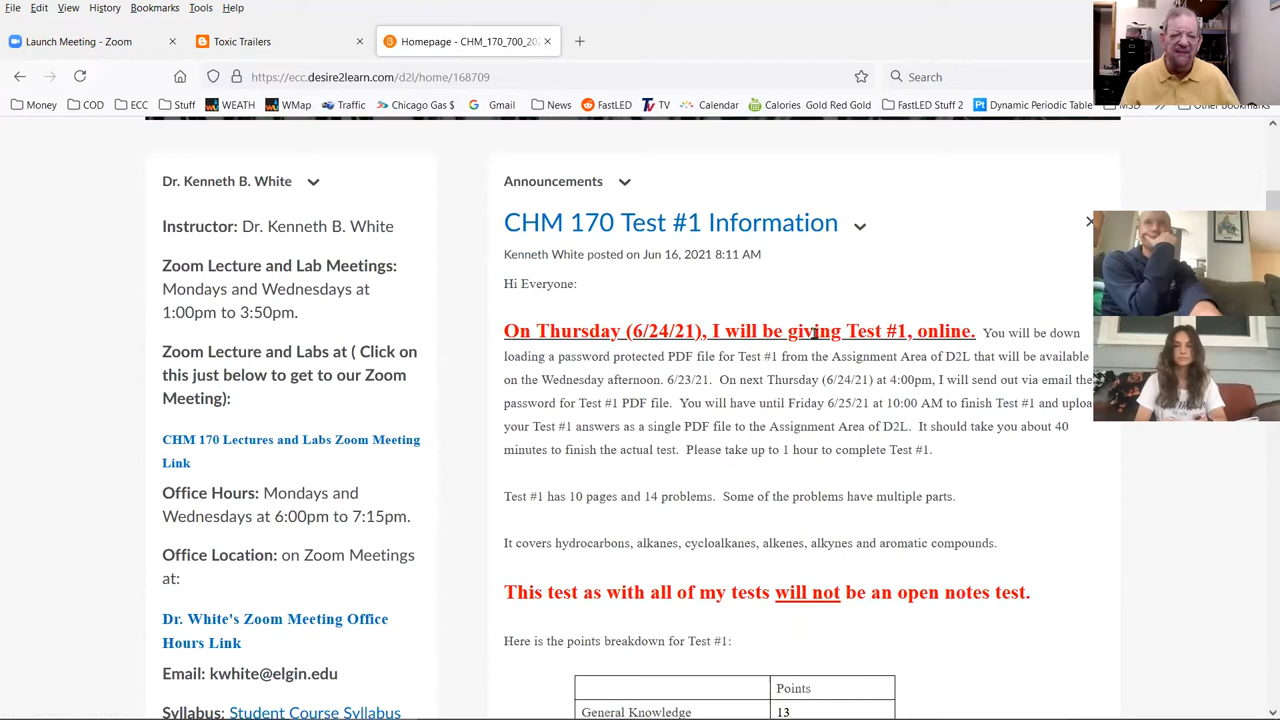 File Edit View History Bookmarks Tools Help
Launch Meeting - Zoom
Toxic Trailers
Homepage - CHM_170_700_20
https://ecc.desire2learn.com/d2l/home/168709
Search
Money COD ECC Stuff WEATH WMap Traffic Chicago Gas $ Gmail News FastLED TV Calendar Calories Gold Red Gold FastLED Stuff 2 Dynamic Periodic Table MSD Other Bookmarks
Dr. Kenneth B. White
Instructor: Dr. Kenneth B. White
Zoom Lecture and Lab Meetings:
Mondays and Wednesdays at
1:00pm to 3:50pm.
Zoom Lecture and Labs at ( Click on
this just below to get to our Zoom
Meeting):
CHM 170 Lectures and Labs Zoom Meeting
Link
Office Hours: Mondays and
Wednesdays at 6:00pm to 7:15pm.
Office Location: on Zoom Meetings
at:
Dr. White's Zoom Meeting Office
Hours Link
Email: kwhite@elgin.edu
Syllabus: Student Course Syllabus
Announcements
CHM 170 Test #1 Information
Kenneth White posted on Jun 16, 2021 8:11 AM
Hi Everyone:
On Thursday (6/24/21), I will be giving Test #1, online. You will be down
loading a password protected PDF file for Test #1 from the Assignment Area of D2L that will be available
on the Wednesday afternoon. 6/23/21. On next Thursday (6/24/21) at 4:00pm, I will send out via email the
password for Test #1 PDF file. You will have until Friday 6/25/21 at 10:00 AM to finish Test #1 and uploa
your Test #1 answers as a single PDF file to the Assignment Area of D2L. It should take you about 40
minutes to finish the actual test. Please take up to 1 hour to complete Test #1.
Test #1 has 10 pages and 14 problems. Some of the problems have multiple parts.
It covers hydrocarbons, alkanes, cycloalkanes, alkenes, alkynes and aromatic compounds.
This test as with all of my tests will not be an open notes test.
Here is the points breakdown for Test #1:
Points
General Knowledge 13